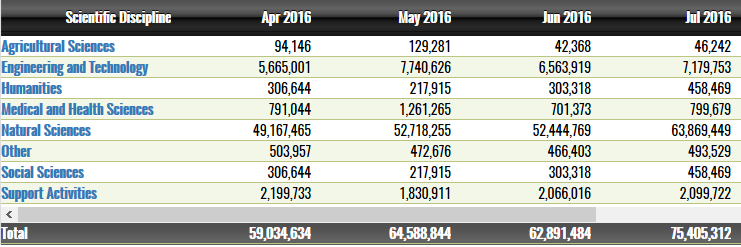 Scientific Discipline Apr 2016 May 2016 Jun 2016 Jul 2016
Agricultural Sciences 94,146 129,281 42,368 46,242
Engineering and Technology 5,665,001 7,740,626 6,563,919 7,179,753
Humanities 306,644 217,915 303,318 458,469
Medical and Health Sciences 791,044 1,261,265 701,373 799,679
Natural Sciences 49,167,465 52,718,255 52,444,769 63,869,449
Other 503,957 472,676 466,403 493,529
Social Sciences 306,644 217,915 303,318 458,469
Support Activities 2,199,733 1,830,911 2,066,016 2,099,722
Total 59,034,634 64,588,844 62,891,484 75,405,312